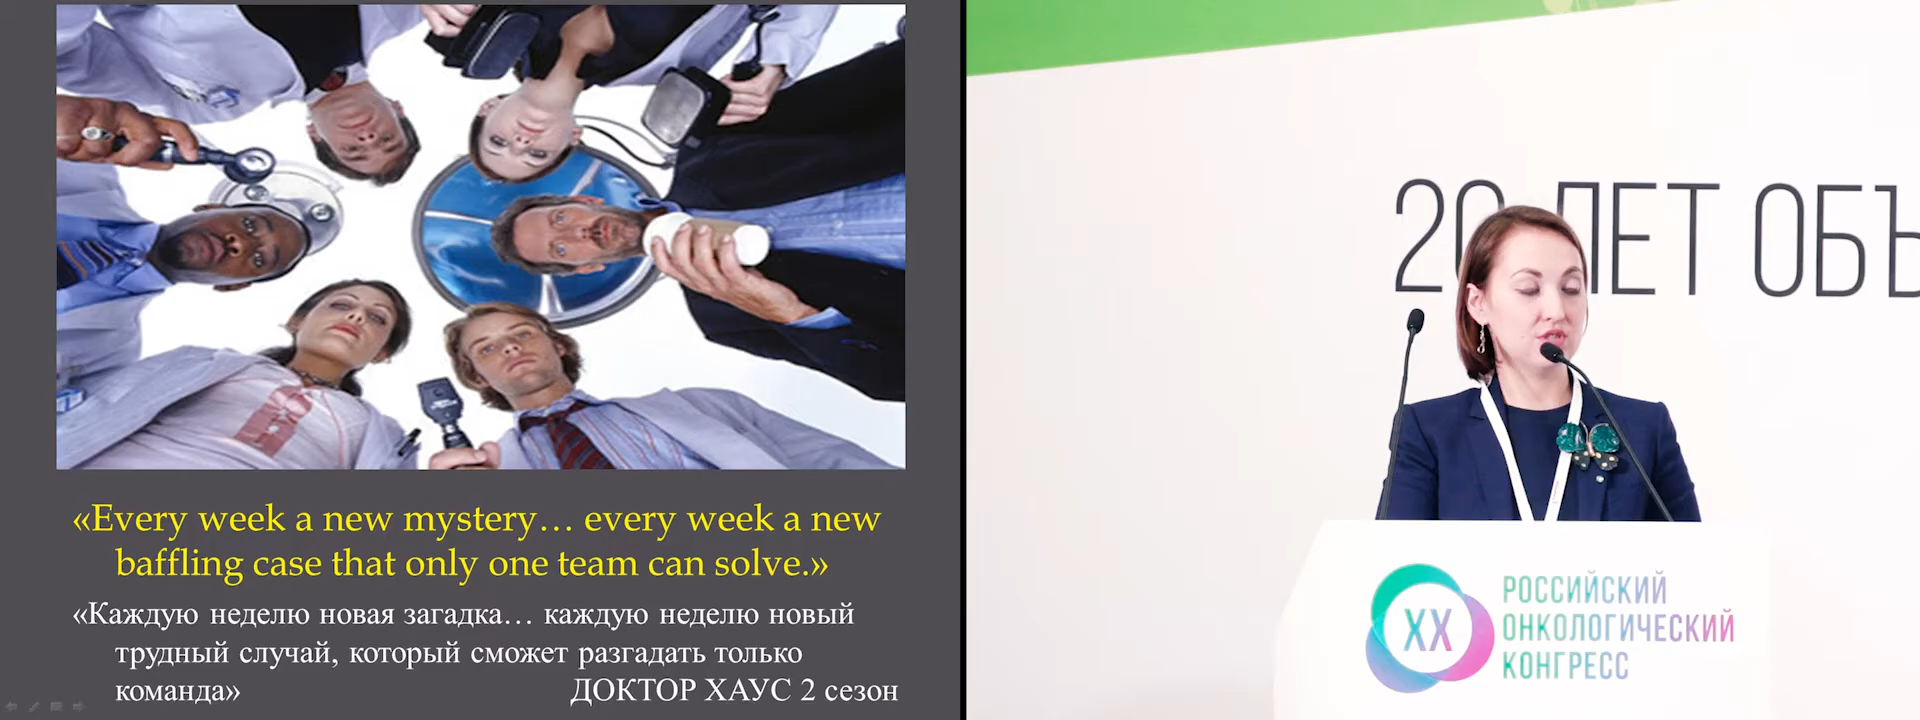 «Every week a new mystery… every week a new
baffling case that only one team can solve.»
«Каждую неделю новая загадка… каждую неделю новый
трудный случай, который сможет разгадать только
команда»
ДОКТОР ХАУС 2 сезон
20 ЛЕТ ОБЪ
XX
РОССИЙСКИЙ
ОНКОЛОГИЧЕСКИЙ
КОНГРЕСС